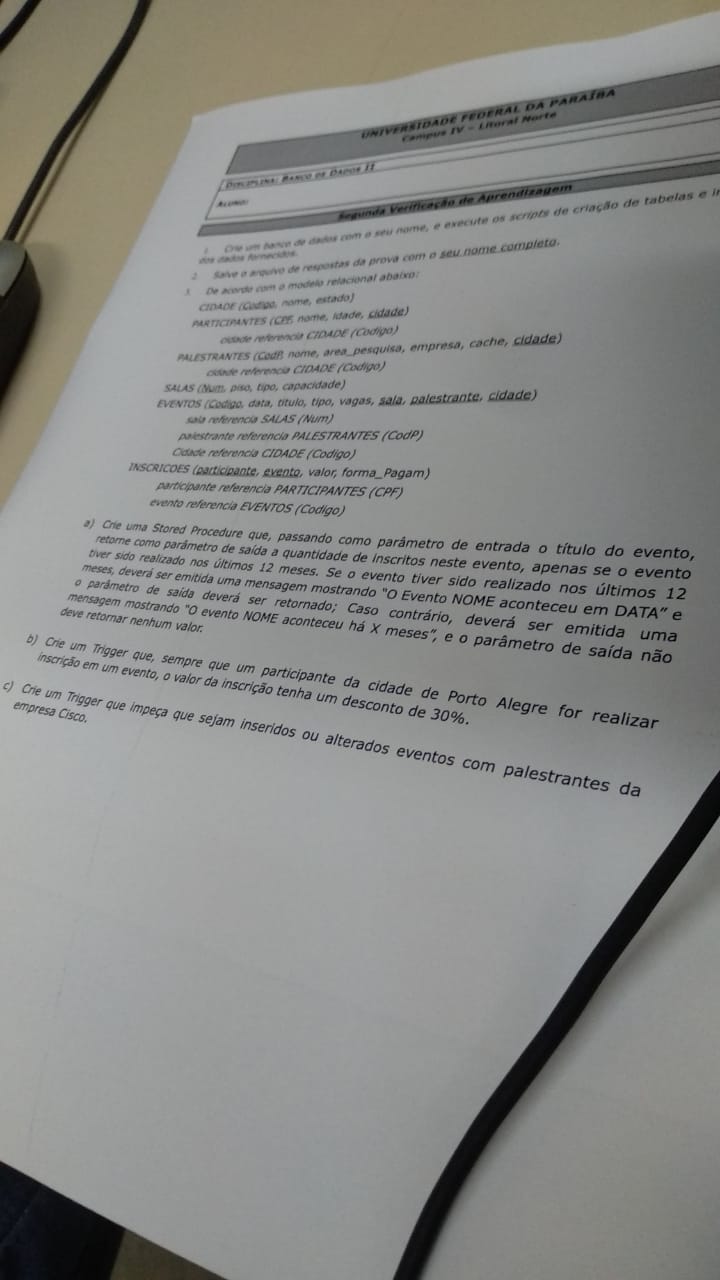 UNIVERSIDADE FEDERAL DA PARAÍBA
Campus IV – Litoral Norte
DISCIPLINA: BANCO DE DADOS II
ALUNO:
Segunda Verificação de Aprendizagem
1. Crie um banco de dados com o seu nome, e execute os scripts de criação de tabelas e
dos dados fornecidos.
2. Salve o arquivo de respostas da prova com o seu nome completo.
3. De acordo com o modelo relacional abaixo:
CIDADE (Codigo, nome, estado)
PARTICIPANTES (CPF, nome, idade, cidade)
cidade referencia CIDADE (Codigo)
PALESTRANTES (CodP, nome, area_pesquisa, empresa, cache, cidade)
cidade referencia CIDADE (Codigo)
SALAS (Num, piso, tipo, capacidade)
EVENTOS (Codigo, data, titulo, tipo, vagas, sala, palestrante, cidade)
sala referencia SALAS (Num)
palestrante referencia PALESTRANTES (CodP)
Cidade referencia CIDADE (Codigo)
INSCRICOES (participante, evento, valor, forma_Pagam)
participante referencia PARTICIPANTES (CPF)
evento referencia EVENTOS (Codigo)
a) Crie uma Stored Procedure que, passando como parâmetro de entrada o título do evento,
retorne como parâmetro de saída a quantidade de inscritos neste evento, apenas se o evento
tiver sido realizado nos últimos 12 meses. Se o evento tiver sido realizado nos últimos 12
meses, deverá ser emitida uma mensagem mostrando "O Evento NOME aconteceu em DATA" e
o parâmetro de saída deverá ser retornado; Caso contrário, deverá ser emitida uma
mensagem mostrando "O evento NOME aconteceu há X meses", e o parâmetro de saída não
deve retornar nenhum valor.
b) Crie um Trigger que, sempre que um participante da cidade de Porto Alegre for realizar
inscrição em um evento, o valor da inscrição tenha um desconto de 30%.
c) Crie um Trigger que impeça que sejam inseridos ou alterados eventos com palestrantes da
empresa Cisco.